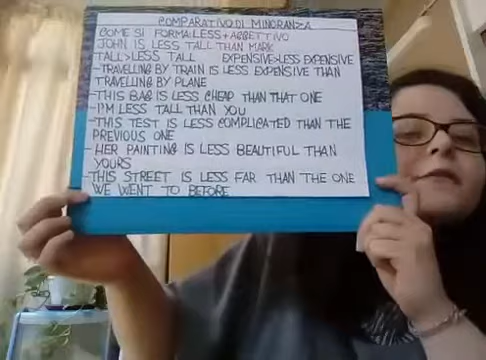 COMPARATIVO DI MINORANZA
COME SI FORMA: LESS + AGGETTIVO
JOHN IS LESS TALL THAN MARK
TALL>LESS TALL EXPENSIVE>LESS EXPENSIVE
-TRAVELLING BY TRAIN IS LESS EXPENSIVE THAN
TRAVELLING BY PLANE
-THIS BAG IS LESS CHEAP THAN THAT ONE
-I'M LESS TALL THAN YOU
-THIS TEST IS LESS COMPLICATED THAN THE
PREVIOUS ONE
- HER PAINTING IS LESS BEAUTIFUL THAN
YOURS
-THIS STREET IS LESS FAR THAN THE ONE
WE WENT TO BEFORE